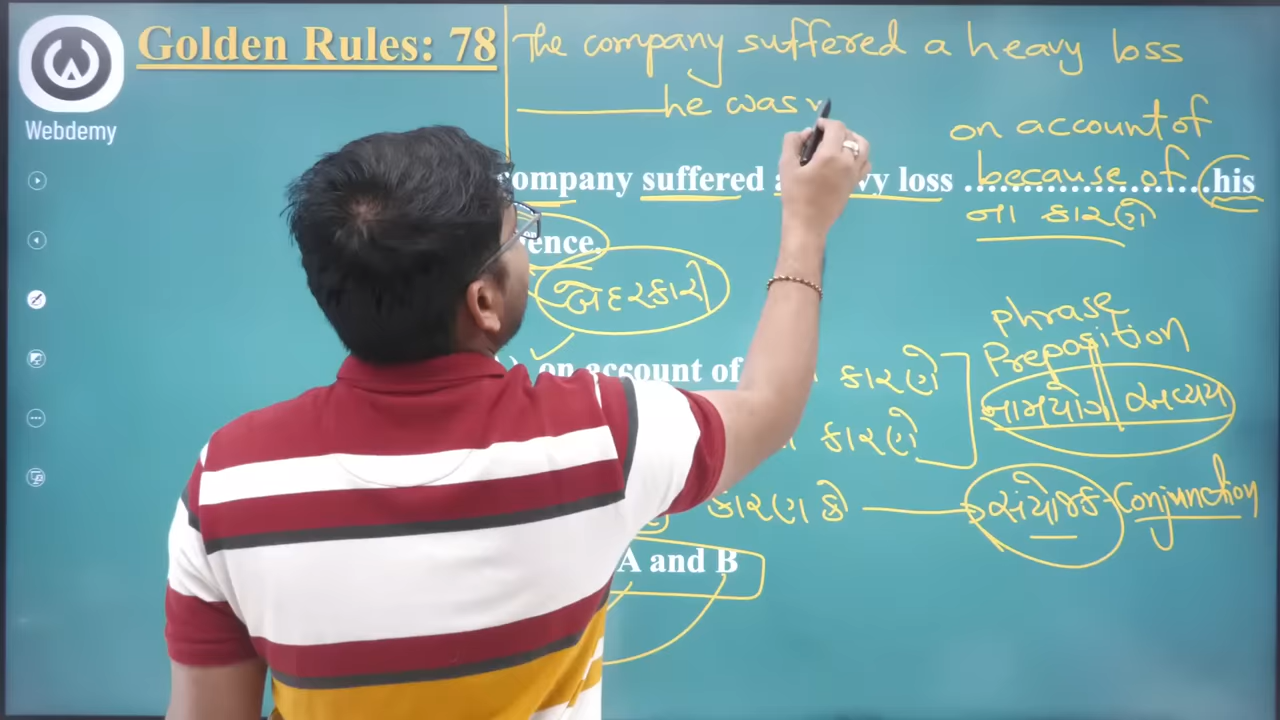 Golden Rules: 78
Webdemy
The company suffered a heavy loss
he was
on account of
company suffered a heavy loss ........................ his
because of
ના કારણે
ence.
બેદરકારી
on account of
કારણે
કારણે
Phrase
Preposition
નામયોગી અવ્યય
કારણ કે
સંયોજક - Conjunction
A and B